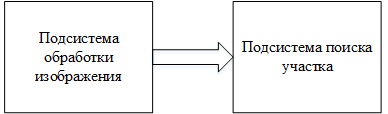 Подсистема
обработки
изображения
Подсистема поиска
участка